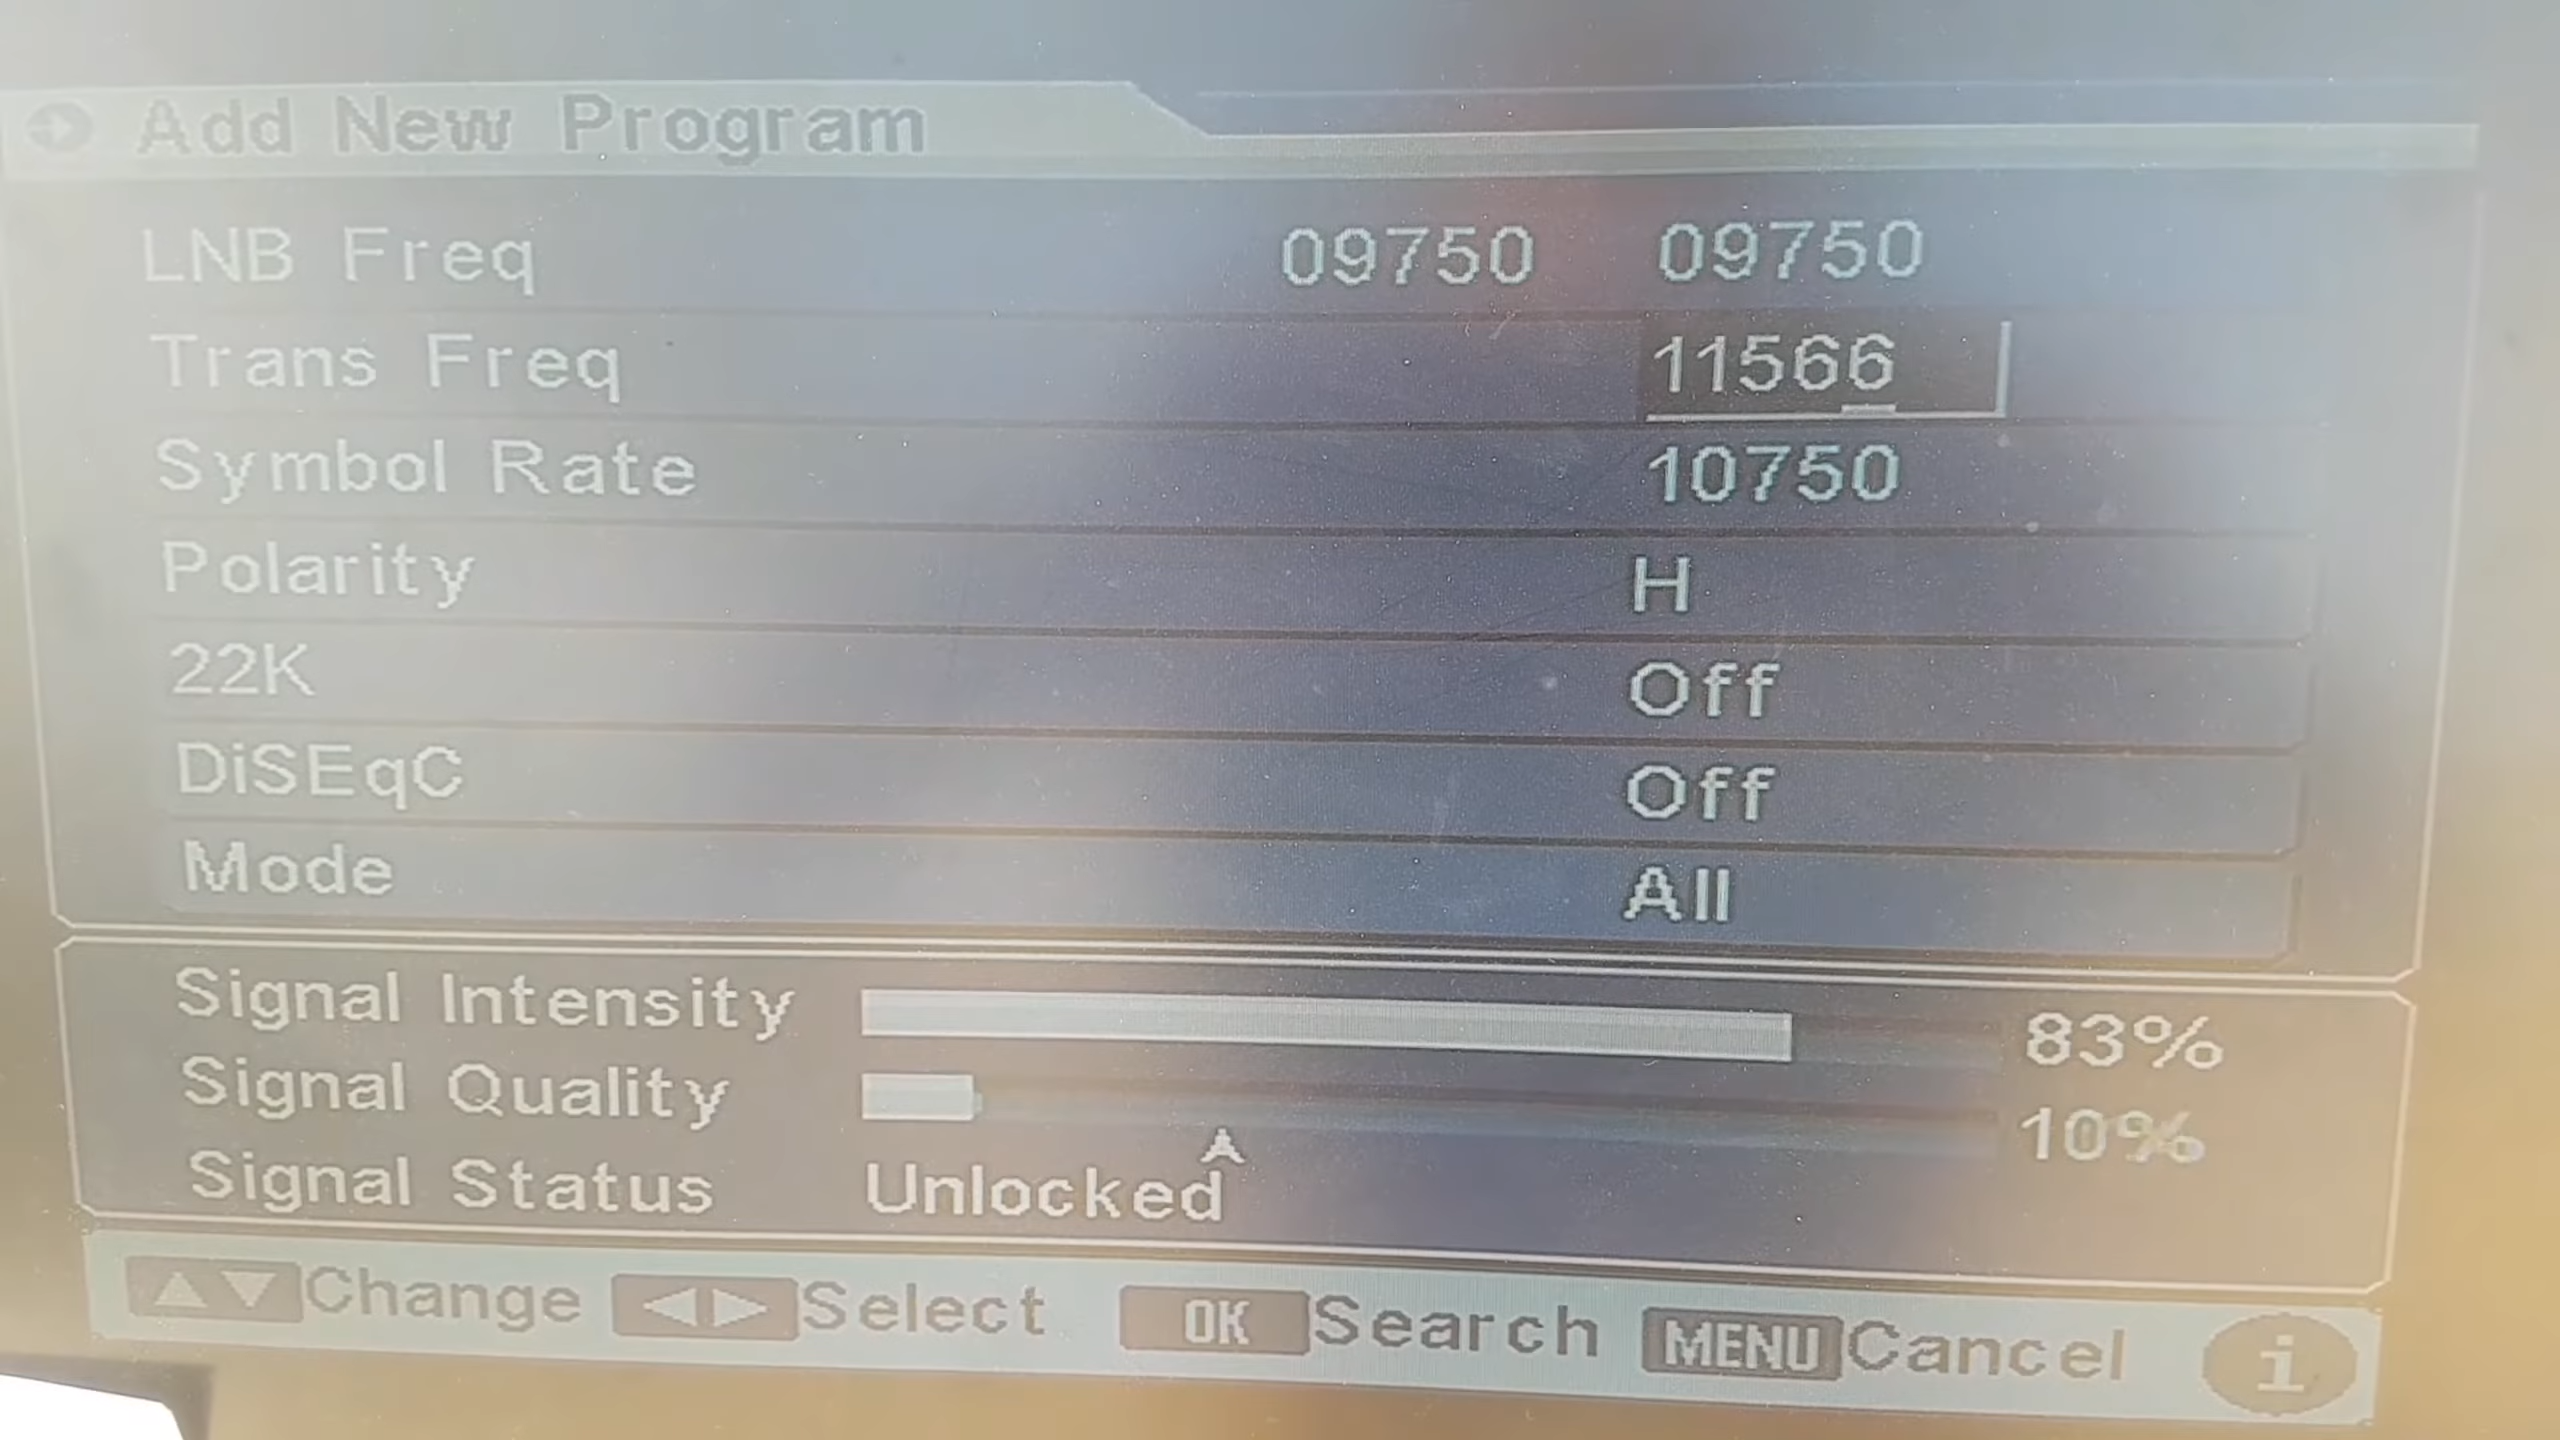 Add New Program
LNB Freq 09750 09750
Trans Freq 11566
Symbol Rate 10750
Polarity H
22K Off
DiSEqC Off
Mode All
Signal Intensity 83%
Signal Quality 10%
Signal Status Unlocked
Change Select OK Search MENU Cancel i